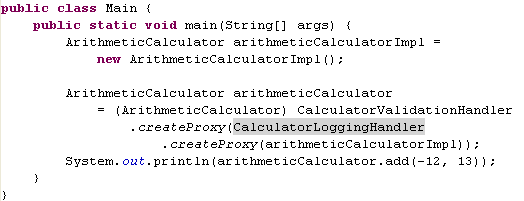 public class Main {
    public static void main(String[] args) {
        ArithmeticCalculator arithmeticCalculatorImpl =
            new ArithmeticCalculatorImpl();
        ArithmeticCalculator arithmeticCalculator
            = (ArithmeticCalculator) CalculatorValidationHandler
                .createProxy(CalculatorLoggingHandler
                    .createProxy(arithmeticCalculatorImpl));
        System.out.println(arithmeticCalculator.add(-12, 13));
    }
}